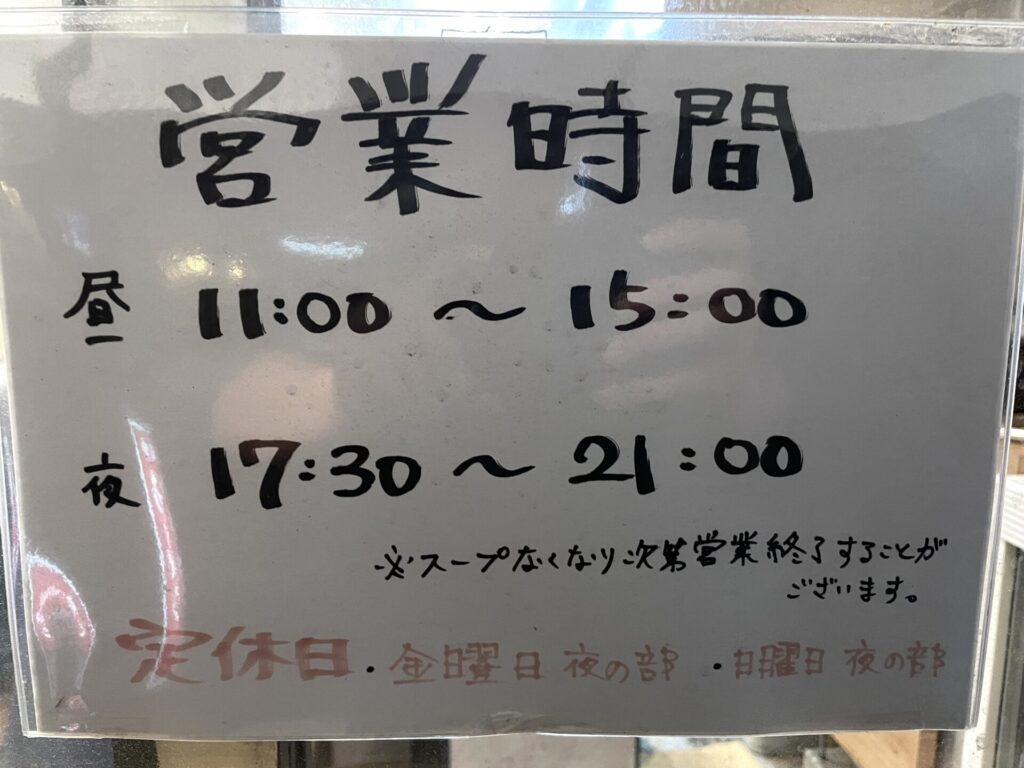 営業時間
昼 11:00 〜 15:00
夜 17:30 〜 21:00
※スープなくなり次第営業終了することが
ございます。
定休日・金曜日 夜の部 ・日曜日 夜の部